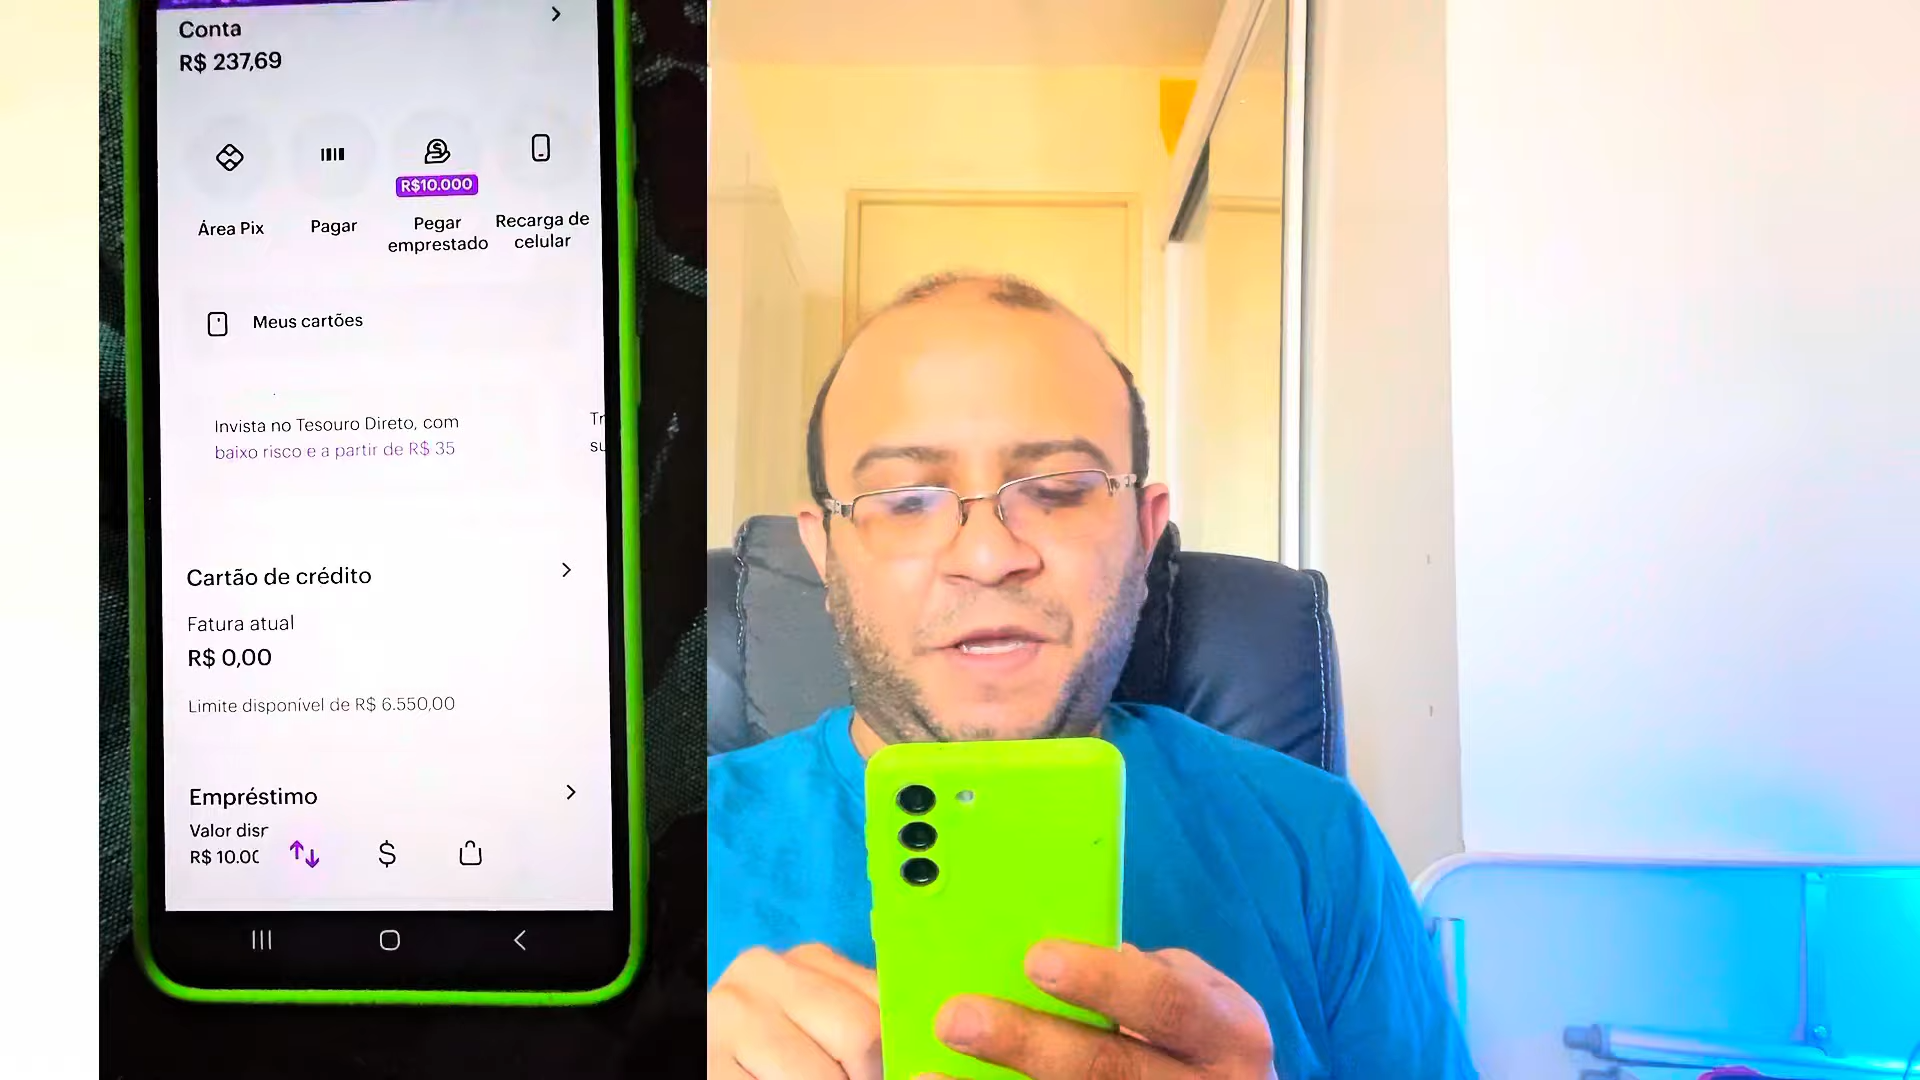 Conta
R$ 237,69
R$10.000
Área Pix
Pagar
Pegar
emprestado
Recarga de
celular
Meus cartões
Invista no Tesouro Direto, com
baixo risco e a partir de R$ 35
Cartão de crédito
Fatura atual
R$ 0,00
Limite disponível de R$ 6.550,00
Empréstimo
Valor
R$ 10.00